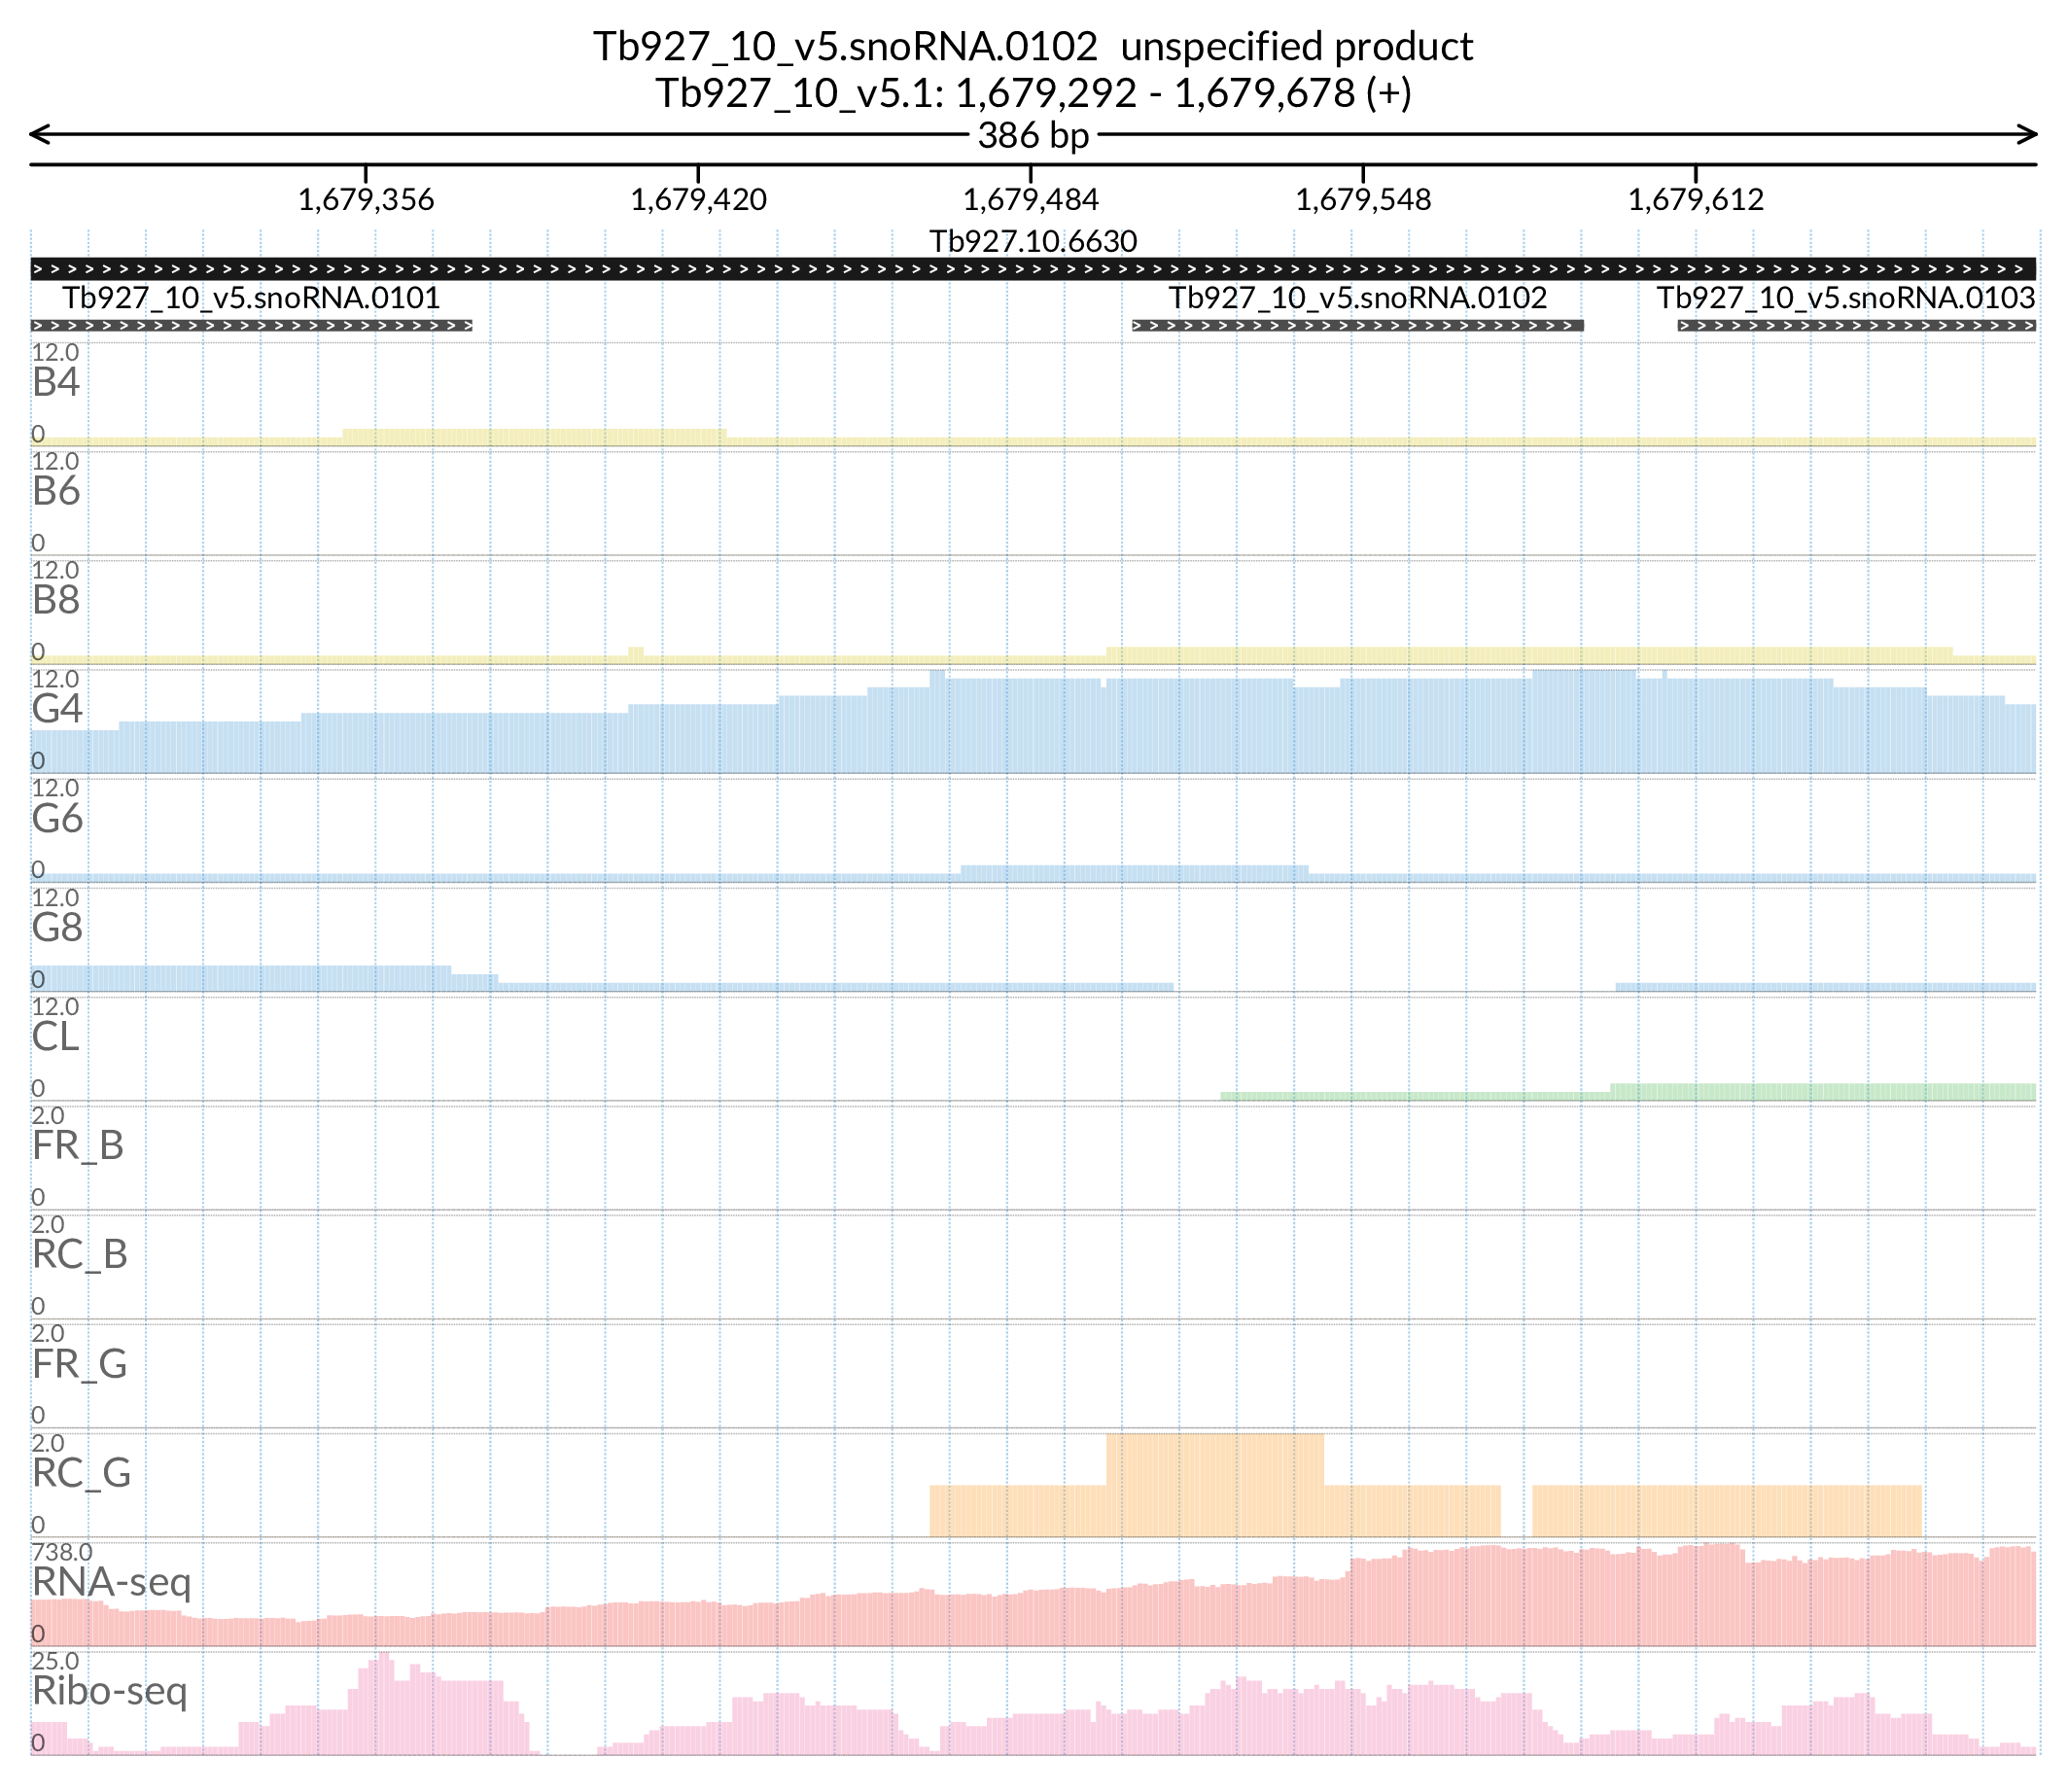 Tb927_10_v5.snoRNA.0102 unspecified product
Tb927_10_v5.1: 1,679,292 - 1,679,678 (+)
386 bp
1,679,356 1,679,420 1,679,484 1,679,548 1,679,612
Tb927.10.6630
Tb927_10_v5.snoRNA.0101 Tb927_10_v5.snoRNA.0102 Tb927_10_v5.snoRNA.0103
12.0
B4
0
12.0
B6
0
12.0
B8
0
12.0
G4
0
12.0
G6
0
12.0
G8
0
12.0
CL
0
2.0
FR_B
0
2.0
RC_B
0
2.0
FR_G
0
2.0
RC_G
0
738.0
RNA-seq
0
25.0
Ribo-seq
0